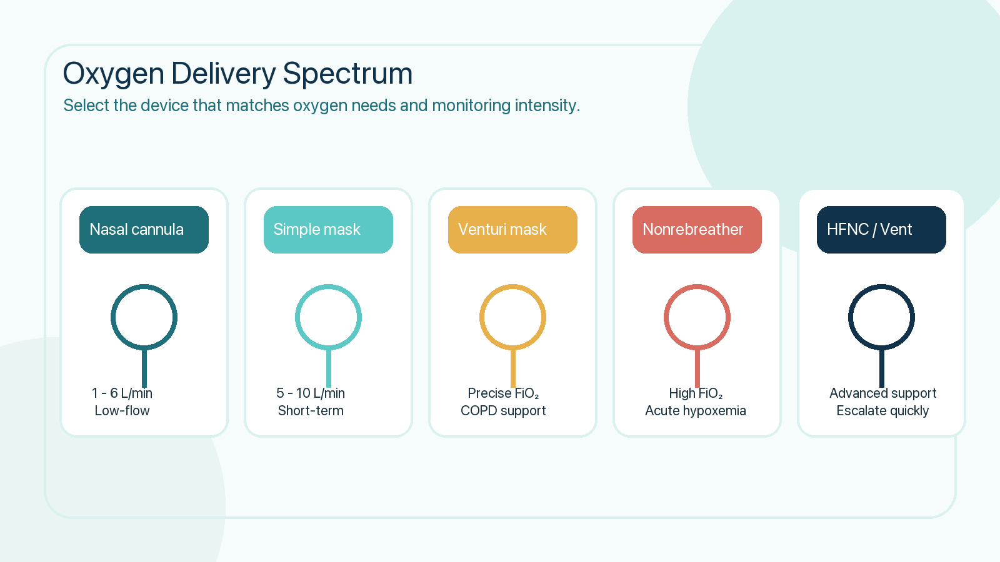 Oxygen Delivery Spectrum
Select the device that matches oxygen needs and monitoring intensity.
Nasal cannula
1 - 6 L/min
Low-flow
Simple mask
5 - 10 L/min
Short-term
Venturi mask
Precise FiO₂
COPD support
Nonrebreather
High FiO₂
Acute hypoxemia
HFNC / Vent
Advanced support
Escalate quickly